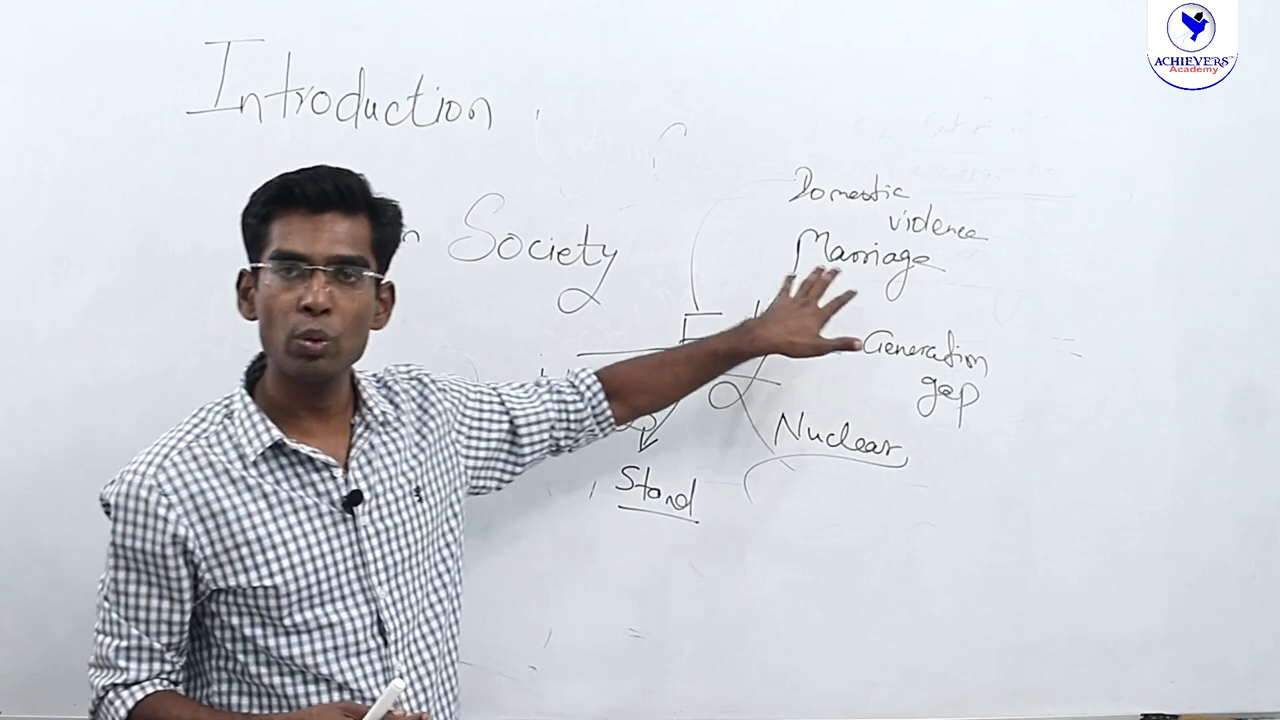 Introduction
Society
Domestic
violence
Marriage
Generation
gap
Nuclear
Stand
ACHIEVERS
Academy